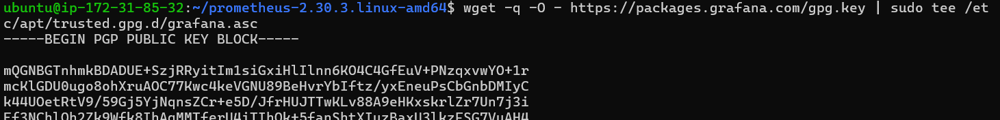 ubuntu@ip-172-31-85-32:~/prometheus-2.30.3.linux-amd64$ wget -q -O - https://packages.grafana.com/gpg.key | sudo tee /et
c/apt/trusted.gpg.d/grafana.asc
-----BEGIN PGP PUBLIC KEY BLOCK-----
mQGNBGTnhmkBDADUE+SzjRRyitIm1siGxiHlIlnn6KO4C4GfEuV+PNzqxvwYO+1r
mcKlGDU0ugo8ohXruAOC77Kwc4keVGNU89BeHvrYbIftz/yxEneuPsCbGnbDMIyC
k44UOetRtV9/59Gj5YjNqnsZCr+e5D/JfrHUJTTwKLv88A9eHKxskrlZr7Un7j3i